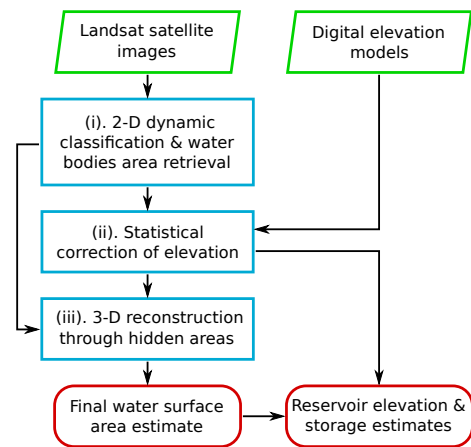 Landsat satellite
images
Digital elevation
models
(i). 2-D dynamic
classification & water
bodies area retrieval
(ii). Statistical
correction of elevation
(iii). 3-D reconstruction
through hidden areas
Final water surface
area estimate
Reservoir elevation &
storage estimates